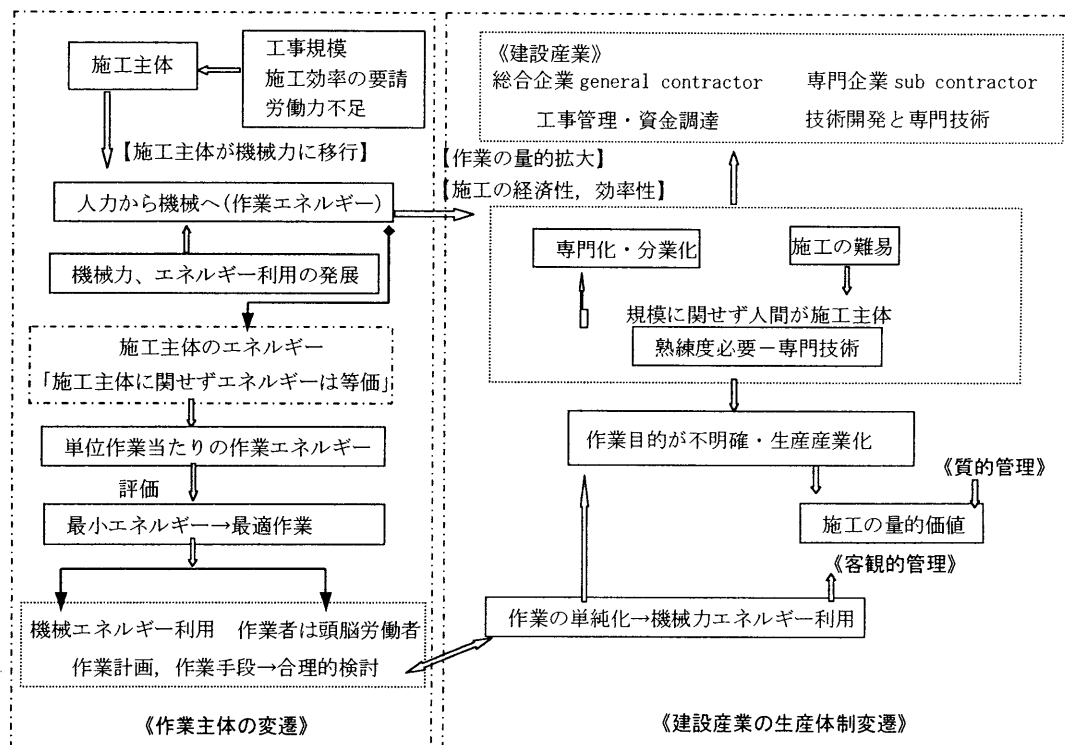 施工主体
工事規模
施工効率の要請
労働力不足
【施工主体が機械力に移行】
人力から機械へ(作業エネルギー)
機械力、エネルギー利用の発展
施工主体のエネルギー
「施工主体に関せずエネルギーは等価」
単位作業当たりの作業エネルギー
評価
最小エネルギー→最適作業
機械エネルギー利用 作業者は頭脳労働者
作業計画，作業手段→合理的検討
《作業主体の変遷》
《建設産業》
総合企業 general contractor 専門企業 sub contractor
工事管理・資金調達 技術開発と専門技術
【作業の量的拡大】
【施工の経済性，効率性】
専門化・分業化
施工の難易
規模に関せず人間が施工主体
熟練度必要－専門技術
作業目的が不明確・生産産業化
《質的管理》
施工の量的価値
《客観的管理》
作業の単純化→機械力エネルギー利用
《建設産業の生産体制変遷》